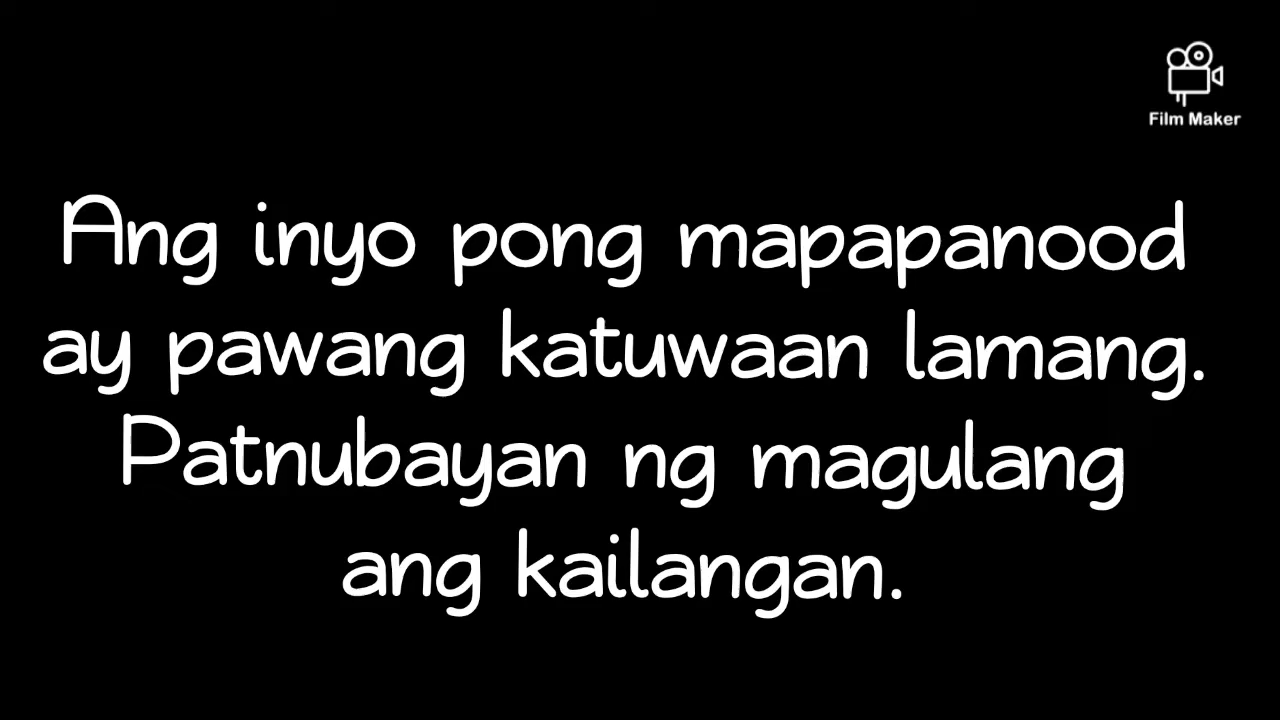 Film Maker
Ang inyo pong mapapanood
ay pawang katuwaan lamang.
Patnubayan ng magulang
ang kailangan.